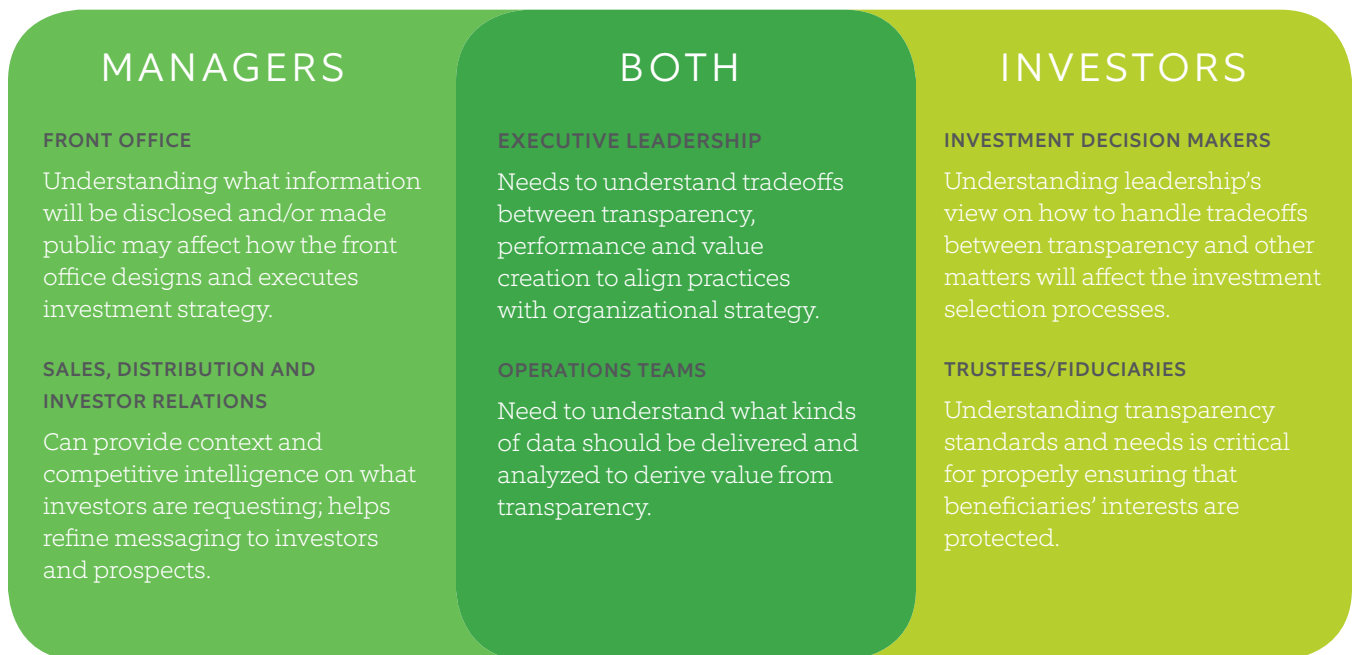 MANAGERS
FRONT OFFICE
Understanding what information
will be disclosed and/or made
public may affect how the front
office designs and executes
investment strategy.
SALES, DISTRIBUTION AND
INVESTOR RELATIONS
Can provide context and
competitive intelligence on what
investors are requesting; helps
refine messaging to investors
and prospects.
BOTH
EXECUTIVE LEADERSHIP
Needs to understand tradeoffs
between transparency,
performance and value
creation to align practices
with organizational strategy.
OPERATIONS TEAMS
Need to understand what kinds
of data should be delivered and
analyzed to derive value from
transparency.
INVESTORS
INVESTMENT DECISION MAKERS
Understanding leadership's
view on how to handle tradeoffs
between transparency and other
matters will affect the investment
selection processes.
TRUSTEES/FIDUCIARIES
Understanding transparency
standards and needs is critical
for properly ensuring that
beneficiaries' interests are
protected.